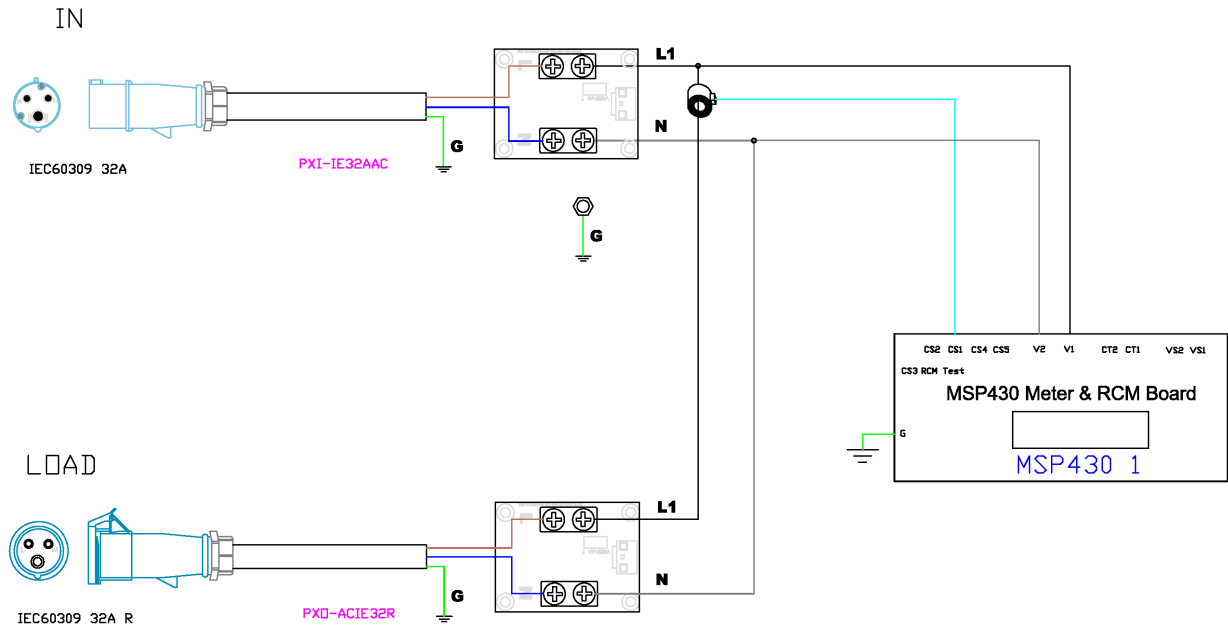 IN
L1
N
G
IEC60309 32A
PXI-IE32AAC
G
CS2 CS1 CS4 CS5 V2 V1 CT2 CT1 VS2 VS1
CS3 RCM Test
MSP430 Meter & RCM Board
G
MSP430 1
LOAD
L1
N
G
IEC60309 32A R
PXO-ACIE32R